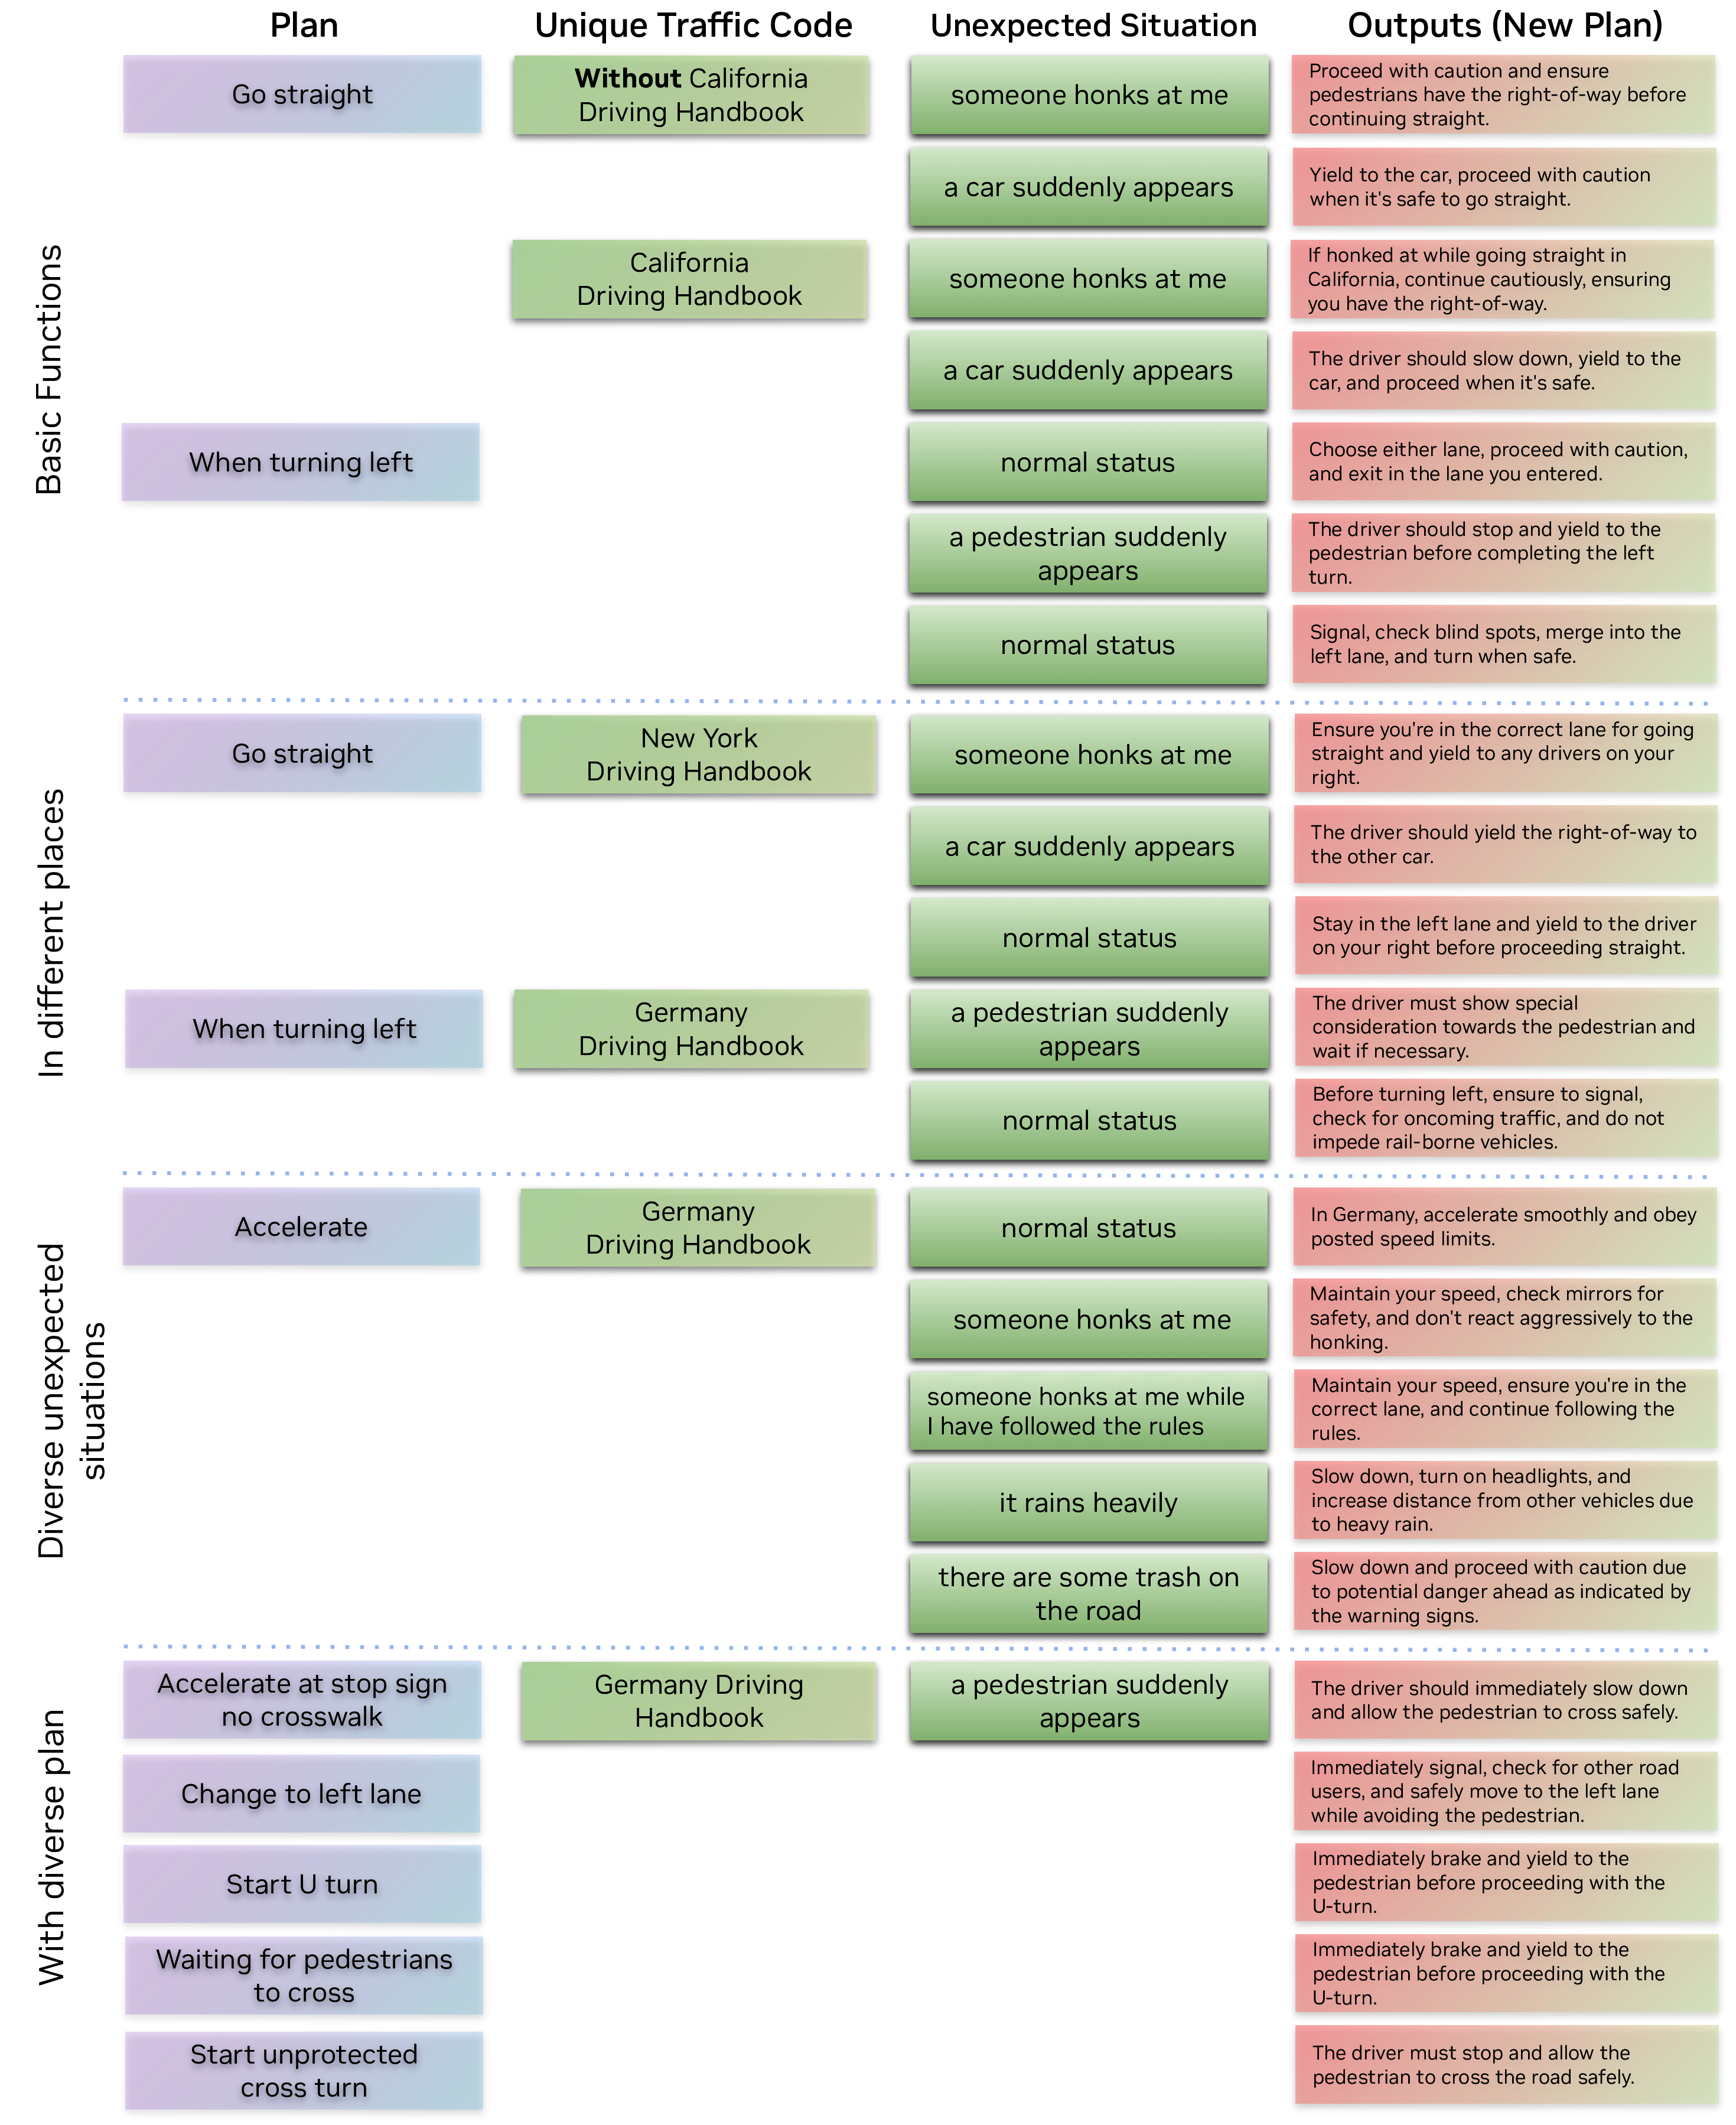 Plan
Unique Traffic Code
Unexpected Situation
Outputs (New Plan)
Basic Functions
Go straight
Without California
Driving Handbook
someone honks at me
Proceed with caution and ensure
pedestrians have the right-of-way before
continuing straight.
a car suddenly appears
Yield to the car, proceed with caution
when it's safe to go straight.
California
Driving Handbook
someone honks at me
If honked at while going straight in
California, continue cautiously, ensuring
you have the right-of-way.
a car suddenly appears
The driver should slow down, yield to the
car, and proceed when it's safe.
When turning left
normal status
Choose either lane, proceed with caution,
and exit in the lane you entered.
a pedestrian suddenly
appears
The driver should stop and yield to the
pedestrian before completing the left
turn.
normal status
Signal, check blind spots, merge into the
left lane, and turn when safe.
In different places
Go straight
New York
Driving Handbook
someone honks at me
Ensure you're in the correct lane for going
straight and yield to any drivers on your
right.
a car suddenly appears
The driver should yield the right-of-way to
the other car.
normal status
Stay in the left lane and yield to the driver
on your right before proceeding straight.
When turning left
Germany
Driving Handbook
a pedestrian suddenly
appears
The driver must show special
consideration towards the pedestrian and
wait if necessary.
normal status
Before turning left, ensure to signal,
check for oncoming traffic, and do not
impede rail-borne vehicles.
Diverse unexpected
situations
Accelerate
Germany
Driving Handbook
normal status
In Germany, accelerate smoothly and obey
posted speed limits.
someone honks at me
Maintain your speed, check mirrors for
safety, and don't react aggressively to the
honking.
someone honks at me while
I have followed the rules
Maintain your speed, ensure you're in the
correct lane, and continue following the
rules.
it rains heavily
Slow down, turn on headlights, and
increase distance from other vehicles due
to heavy rain.
there are some trash on
the road
Slow down and proceed with caution due
to potential danger ahead as indicated by
the warning signs.
With diverse plan
Accelerate at stop sign
no crosswalk
Germany Driving
Handbook
a pedestrian suddenly
appears
The driver should immediately slow down
and allow the pedestrian to cross safely.
Change to left lane
Immediately signal, check for other road
users, and safely move to the left lane
while avoiding the pedestrian.
Start U turn
Immediately brake and yield to the
pedestrian before proceeding with the
U-turn.
Waiting for pedestrians
to cross
Immediately brake and yield to the
pedestrian before proceeding with the
U-turn.
Start unprotected
cross turn
The driver must stop and allow the
pedestrian to cross the road safely.